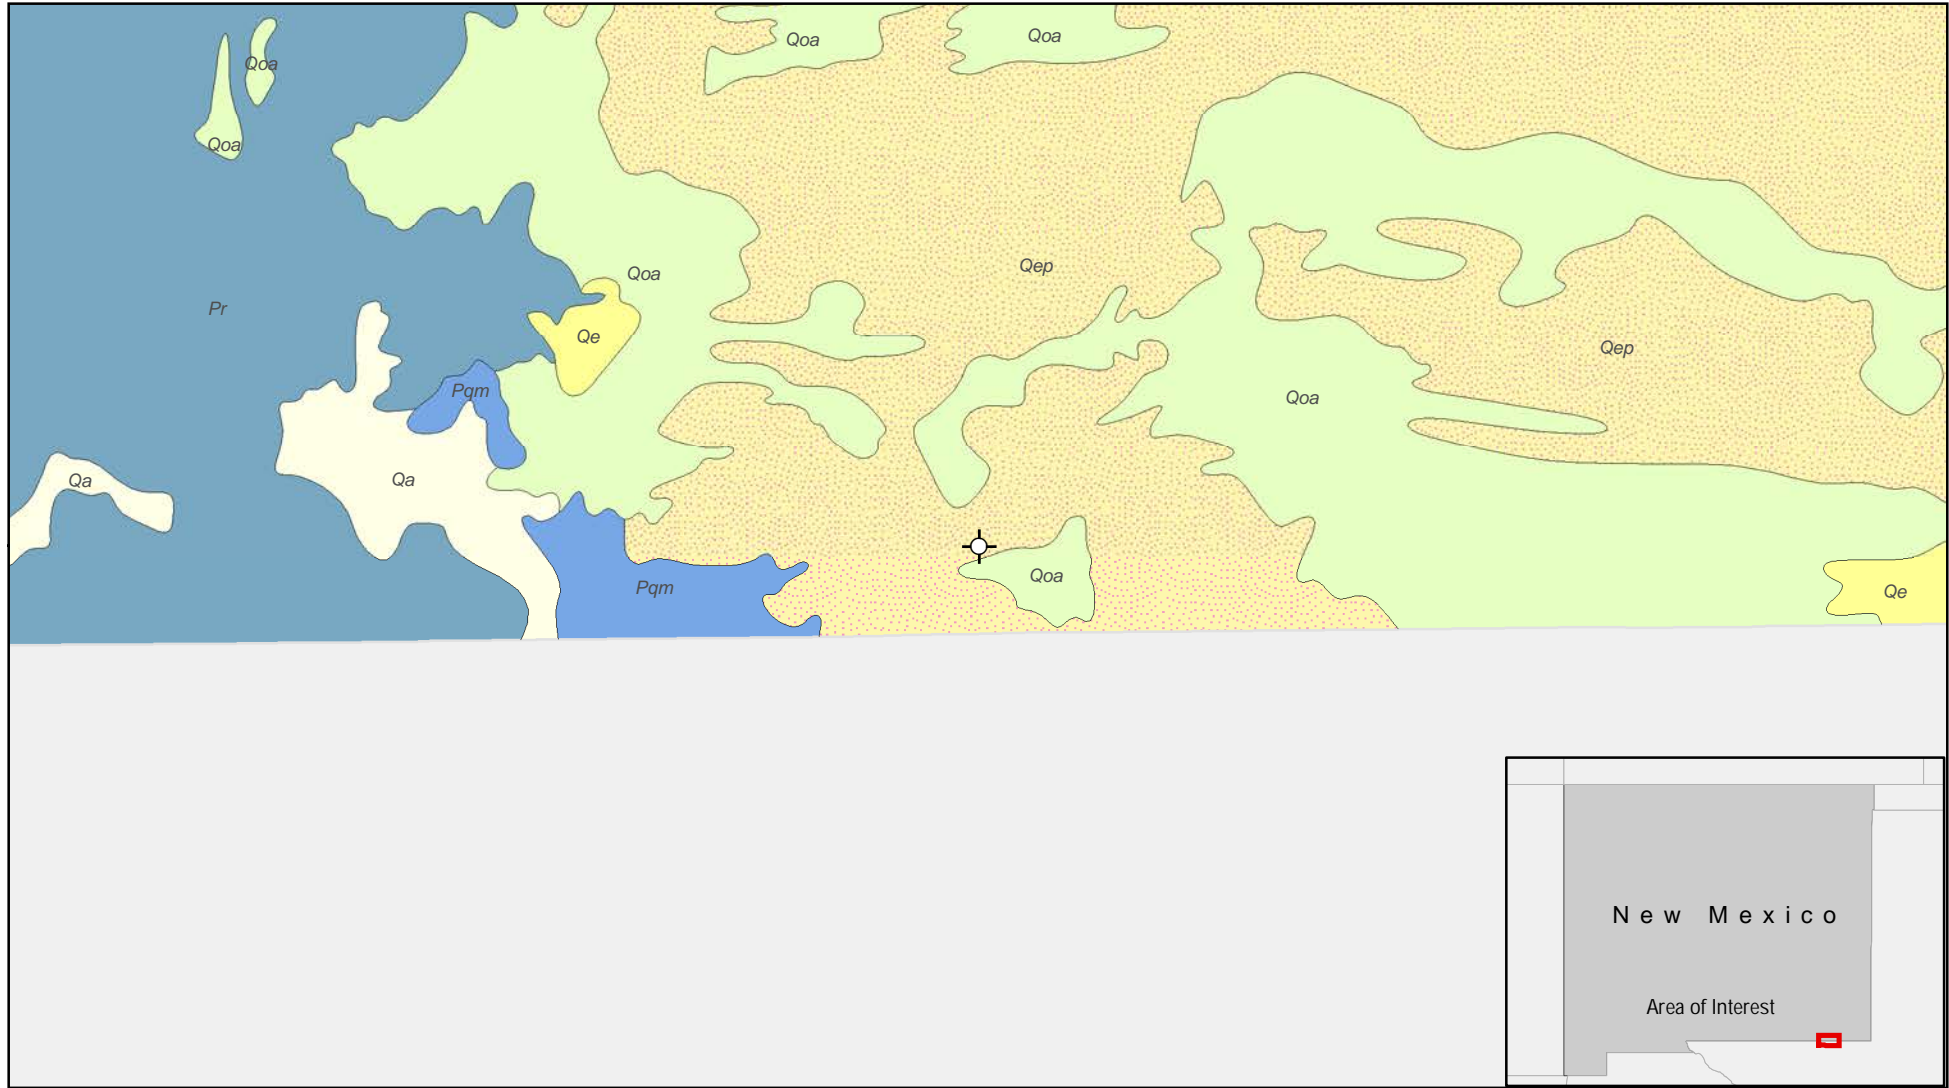 Qoa
Qoa
Qoa
Qoa
Qoa
Qep
Pr
Qe
Qep
Pqm
Qoa
Qa
Qa
Qoa
Pqm
Qe
New Mexico
Area of Interest